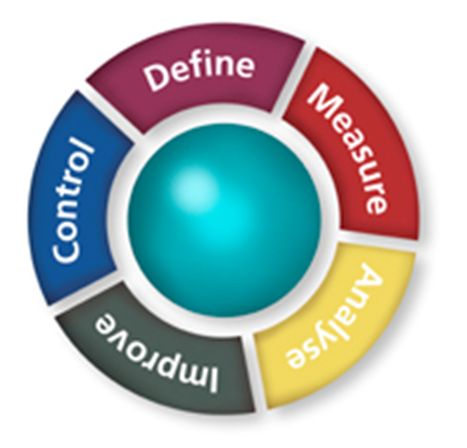 Define
Measure
Analyse
Improve
Control